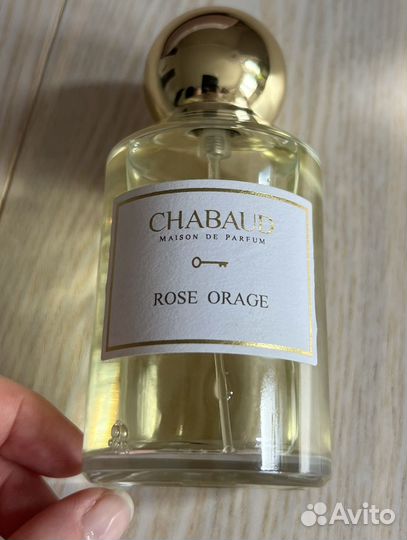 CHABAUD
MAISON DE PARFUM
ROSE ORAGE
Avito